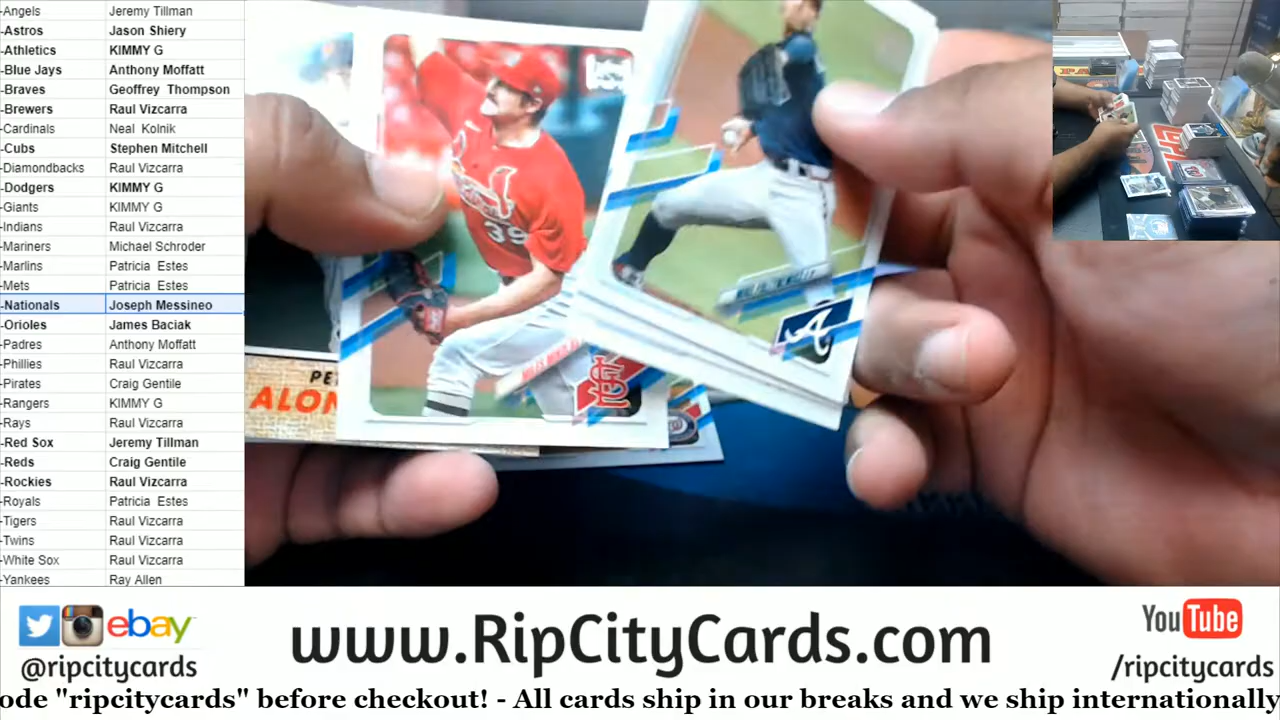 -Angels Jeremy Tillman
-Astros Jason Shiery
-Athletics KIMMY G
-Blue Jays Anthony Moffatt
-Braves Geoffrey Thompson
-Brewers Raul Vizcarra
-Cardinals Neal Kolnik
-Cubs Stephen Mitchell
-Diamondbacks Raul Vizcarra
-Dodgers KIMMY G
-Giants KIMMY G
-Indians Raul Vizcarra
-Mariners Michael Schroder
-Marlins Patricia Estes
-Mets Patricia Estes
-Nationals Joseph Messineo
-Orioles James Baciak
-Padres Anthony Moffatt
-Phillies Raul Vizcarra
-Pirates Craig Gentile
-Rangers KIMMY G
-Rays Raul Vizcarra
-Red Sox Jeremy Tillman
-Reds Craig Gentile
-Rockies Raul Vizcarra
-Royals Patricia Estes
-Tigers Raul Vizcarra
-Twins Raul Vizcarra
-White Sox Raul Vizcarra
-Yankees Ray Allen
Cardinals
39
A
PE
ALON
ebay
@ripcitycards
www.RipCityCards.com
YouTube
/ripcitycards
ode "ripcitycards" before checkout! - All cards ship in our breaks and we ship internationally